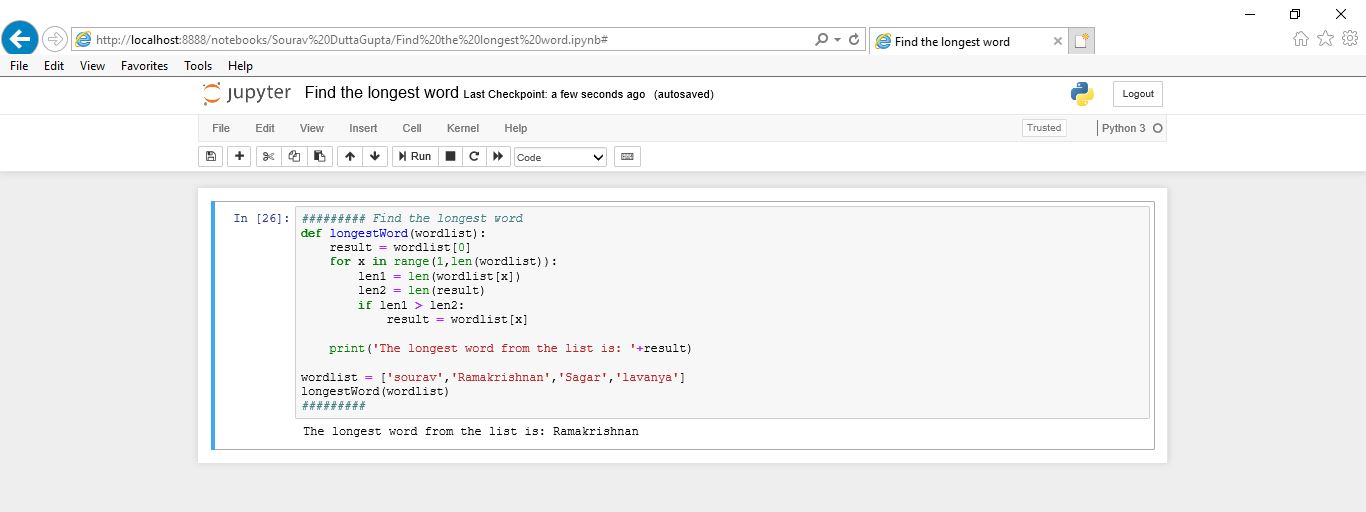 http://localhost:8888/notebooks/Sourav%20DuttaGupta/Find%20the%20longest%20word.ipynb#
Find the longest word
File Edit View Favorites Tools Help
jupyter Find the longest word Last Checkpoint: a few seconds ago (autosaved)
Logout
File Edit View Insert Cell Kernel Help
Trusted
Python 3
Run
Code
In [26]:
######### Find the longest word
def longestWord(wordlist):
    result = wordlist[0]
    for x in range(1,len(wordlist)):
        len1 = len(wordlist[x])
        len2 = len(result)
        if len1 > len2:
            result = wordlist[x]
    print('The longest word from the list is: '+result)
wordlist = ['sourav','Ramakrishnan','Sagar','lavanya']
longestWord(wordlist)
#########
The longest word from the list is: Ramakrishnan